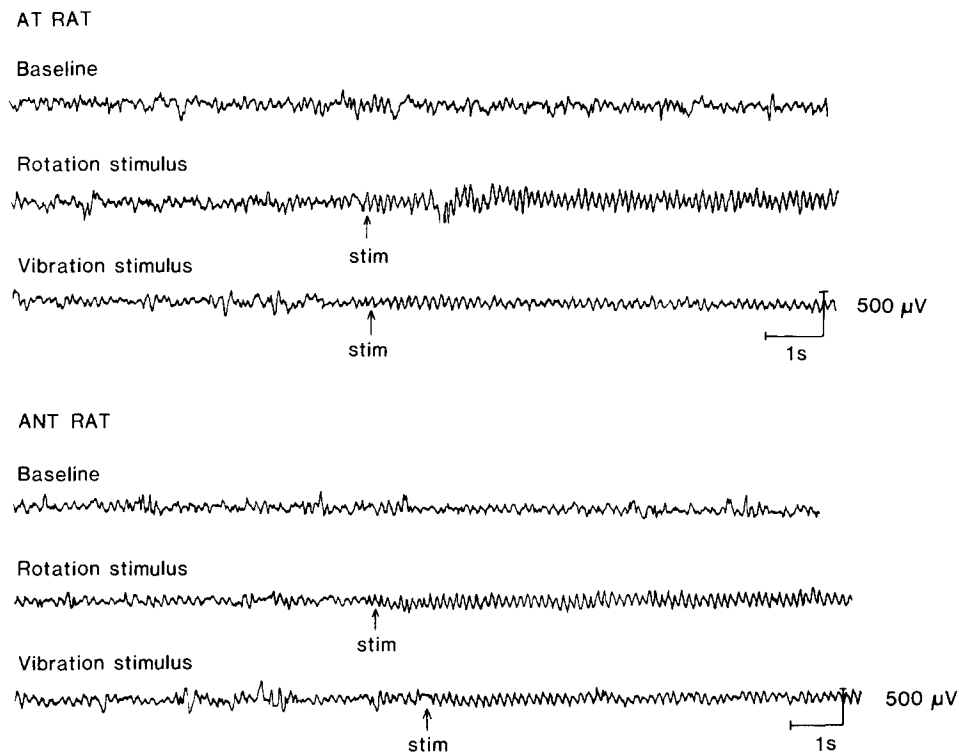 AT RAT
Baseline
Rotation stimulus
stim
Vibration stimulus
500 µV
stim
1s
ANT RAT
Baseline
Rotation stimulus
stim
Vibration stimulus
500 µV
stim
1s